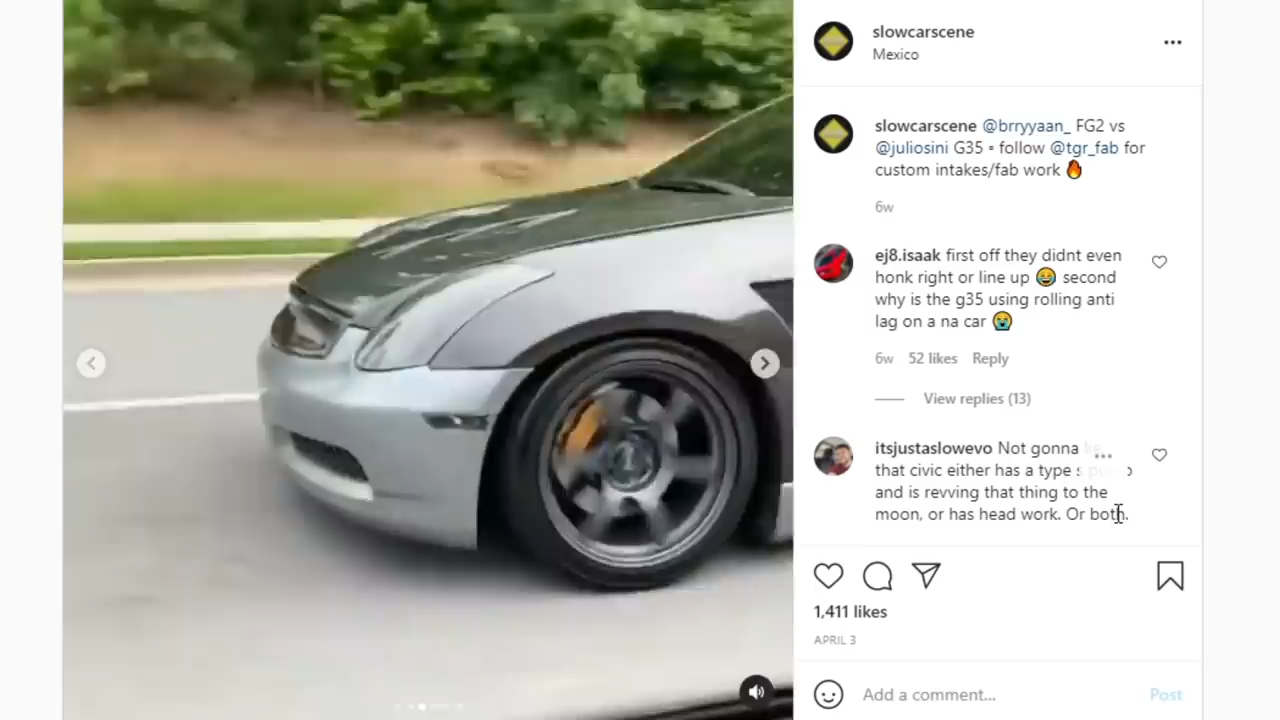 slowcarscene
Mexico
slowcarscene @brryyaan_ FG2 vs
@juliosini G35 • follow @tgr_fab for
custom intakes/fab work 🔥
6w
ej8.isaak first off they didnt even
honk right or line up 😂 second
why is the g35 using rolling anti
lag on a na car 😭
6w 52 likes Reply
View replies (13)
itsjustaslowevo Not gonna
that civic either has a type s
and is revving that thing to the
moon, or has head work. Or both.
1,411 likes
APRIL 3
Add a comment... Post